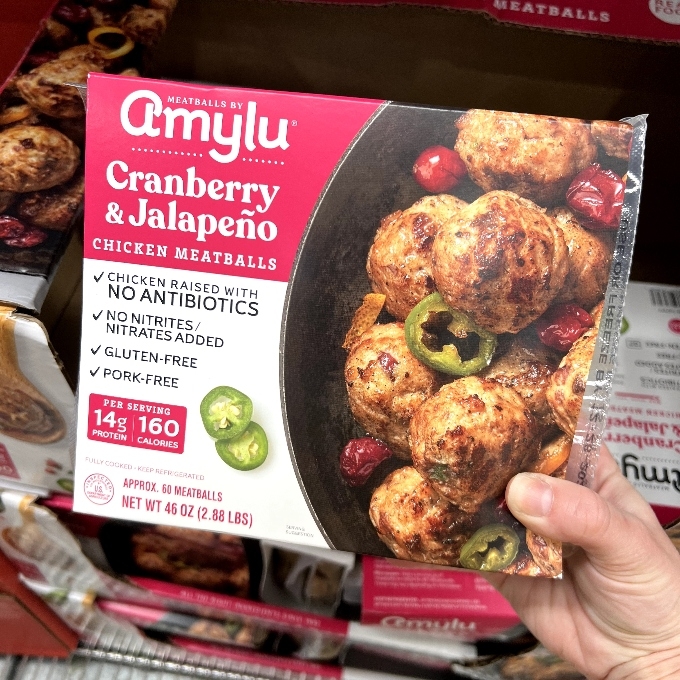 MEATBALLS
MEATBALLS BY
amylu®
Cranberry
& Jalapeño
CHICKEN MEATBALLS
✓ CHICKEN RAISED WITH
NO ANTIBIOTICS
✓ NO NITRITES/
NITRATES ADDED
✓ GLUTEN-FREE
✓ PORK-FREE
PER SERVING
14g PROTEIN 160 CALORIES
FULLY COOKED - KEEP REFRIGERATED
APPROX. 60 MEATBALLS
NET WT 46 OZ (2.88 LBS)
SERVING
SUGGESTION
amylu